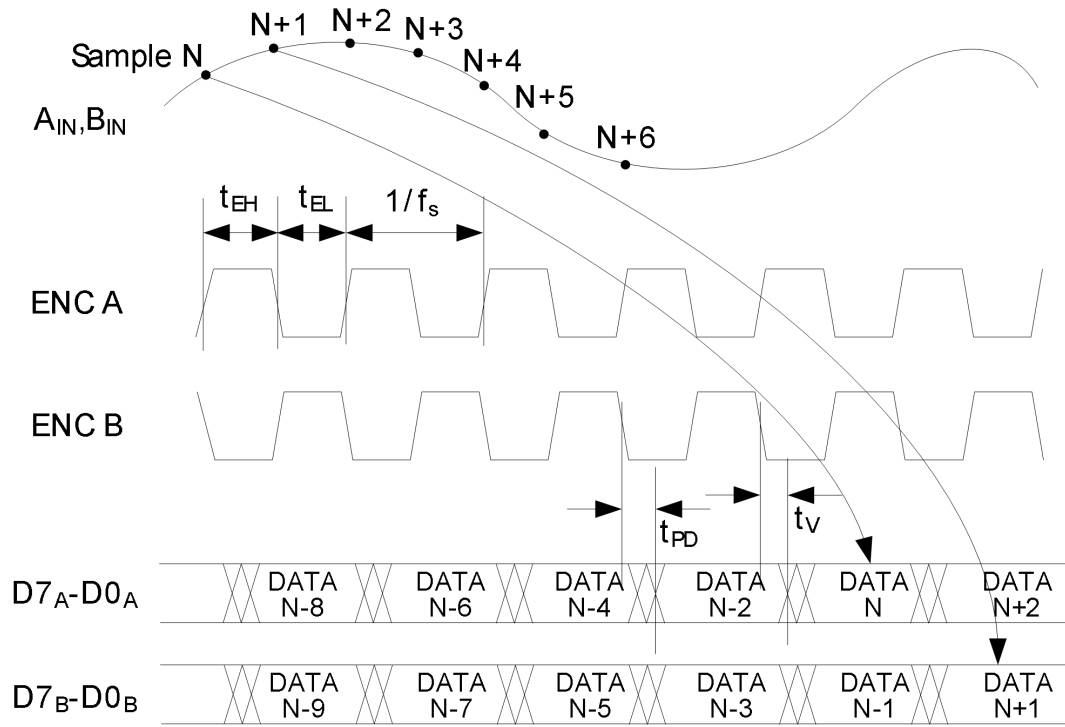 N+1 N+2 N+3
Sample N
N+4
N+5
A_IN,B_IN
N+6
t_EH t_EL 1/f_s
ENC A
ENC B
t_PD t_V
D7_A-D0_A DATA DATA DATA DATA DATA DATA
N-8 N-6 N-4 N-2 N N+2
D7_B-D0_B DATA DATA DATA DATA DATA DATA
N-9 N-7 N-5 N-3 N-1 N+1